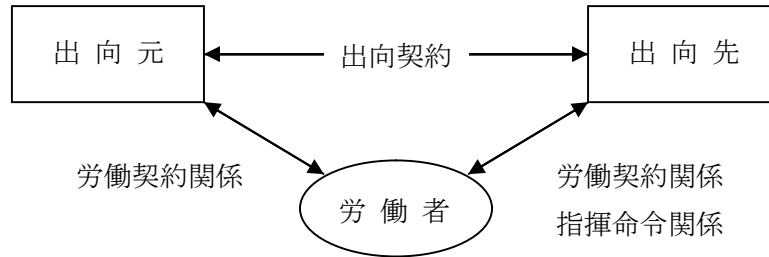 出 向 元
出向契約
出 向 先
労働契約関係
労 働 者
労働契約関係
指揮命令関係